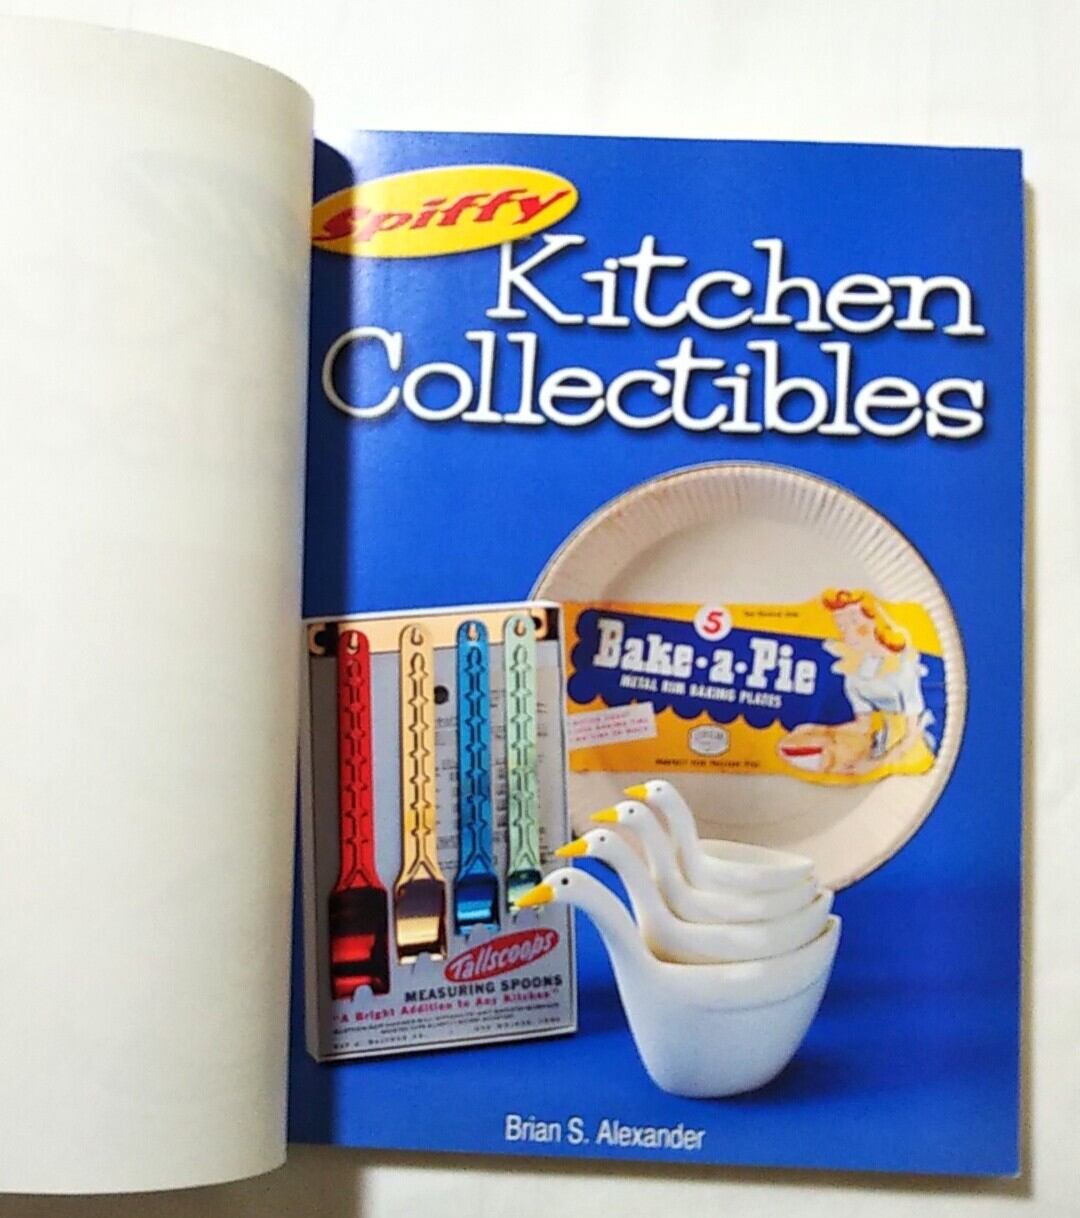 Spiffy
Kitchen
Collectibles
5
Bake·a·Pie
METAL RIM BAKING PLATES
Tallscoops
MEASURING SPOONS
"A Bright Addition to Any Kitchen"
Brian S. Alexander